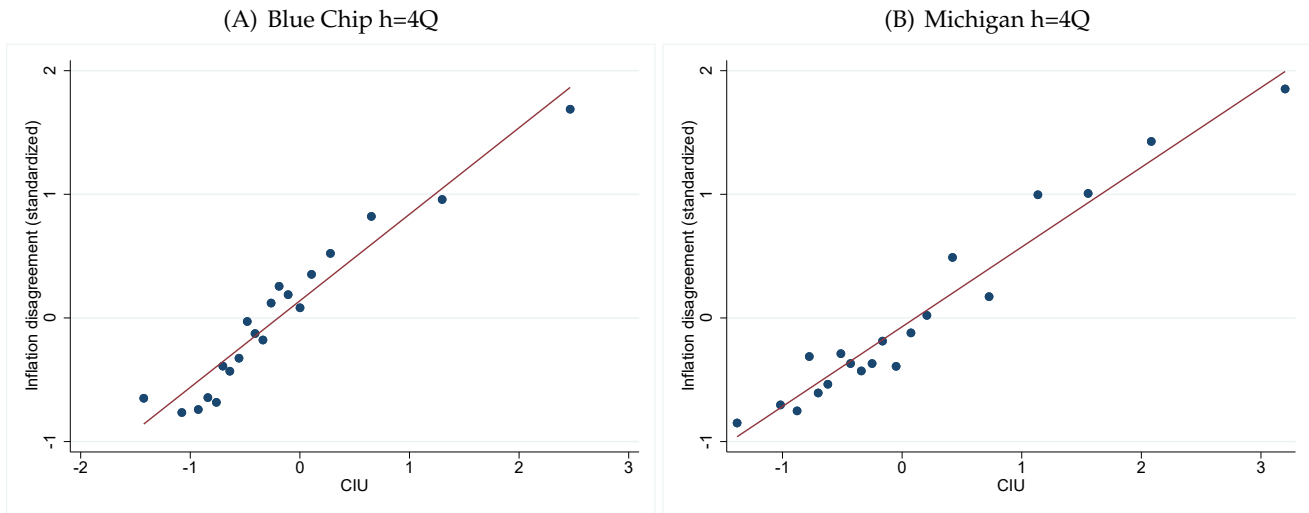 (A) Blue Chip h=4Q
Inflation disagreement (standardized)
2
1
0
-1
-2 -1 0 1 2 3
CIU
(B) Michigan h=4Q
Inflation disagreement (standardized)
2
1
0
-1
-1 0 1 2 3
CIU